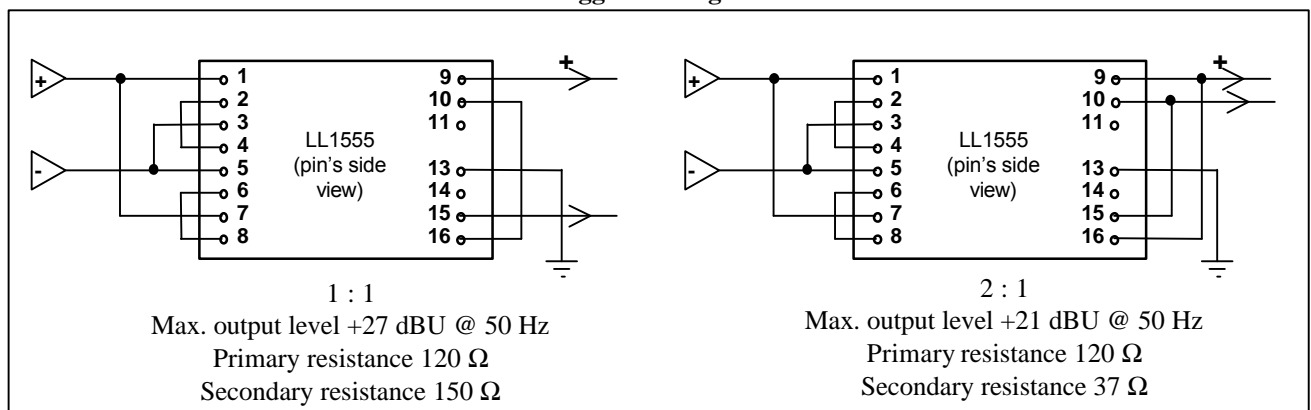 +
-
1
2
3
4
5
6
7
8
LL1555
(pin's side
view)
9
10
11
13
14
15
16
+
1 : 1
Max. output level +27 dBU @ 50 Hz
Primary resistance 120 Ω
Secondary resistance 150 Ω
+
-
1
2
3
4
5
6
7
8
LL1555
(pin's side
view)
9
10
11
13
14
15
16
+
2 : 1
Max. output level +21 dBU @ 50 Hz
Primary resistance 120 Ω
Secondary resistance 37 Ω